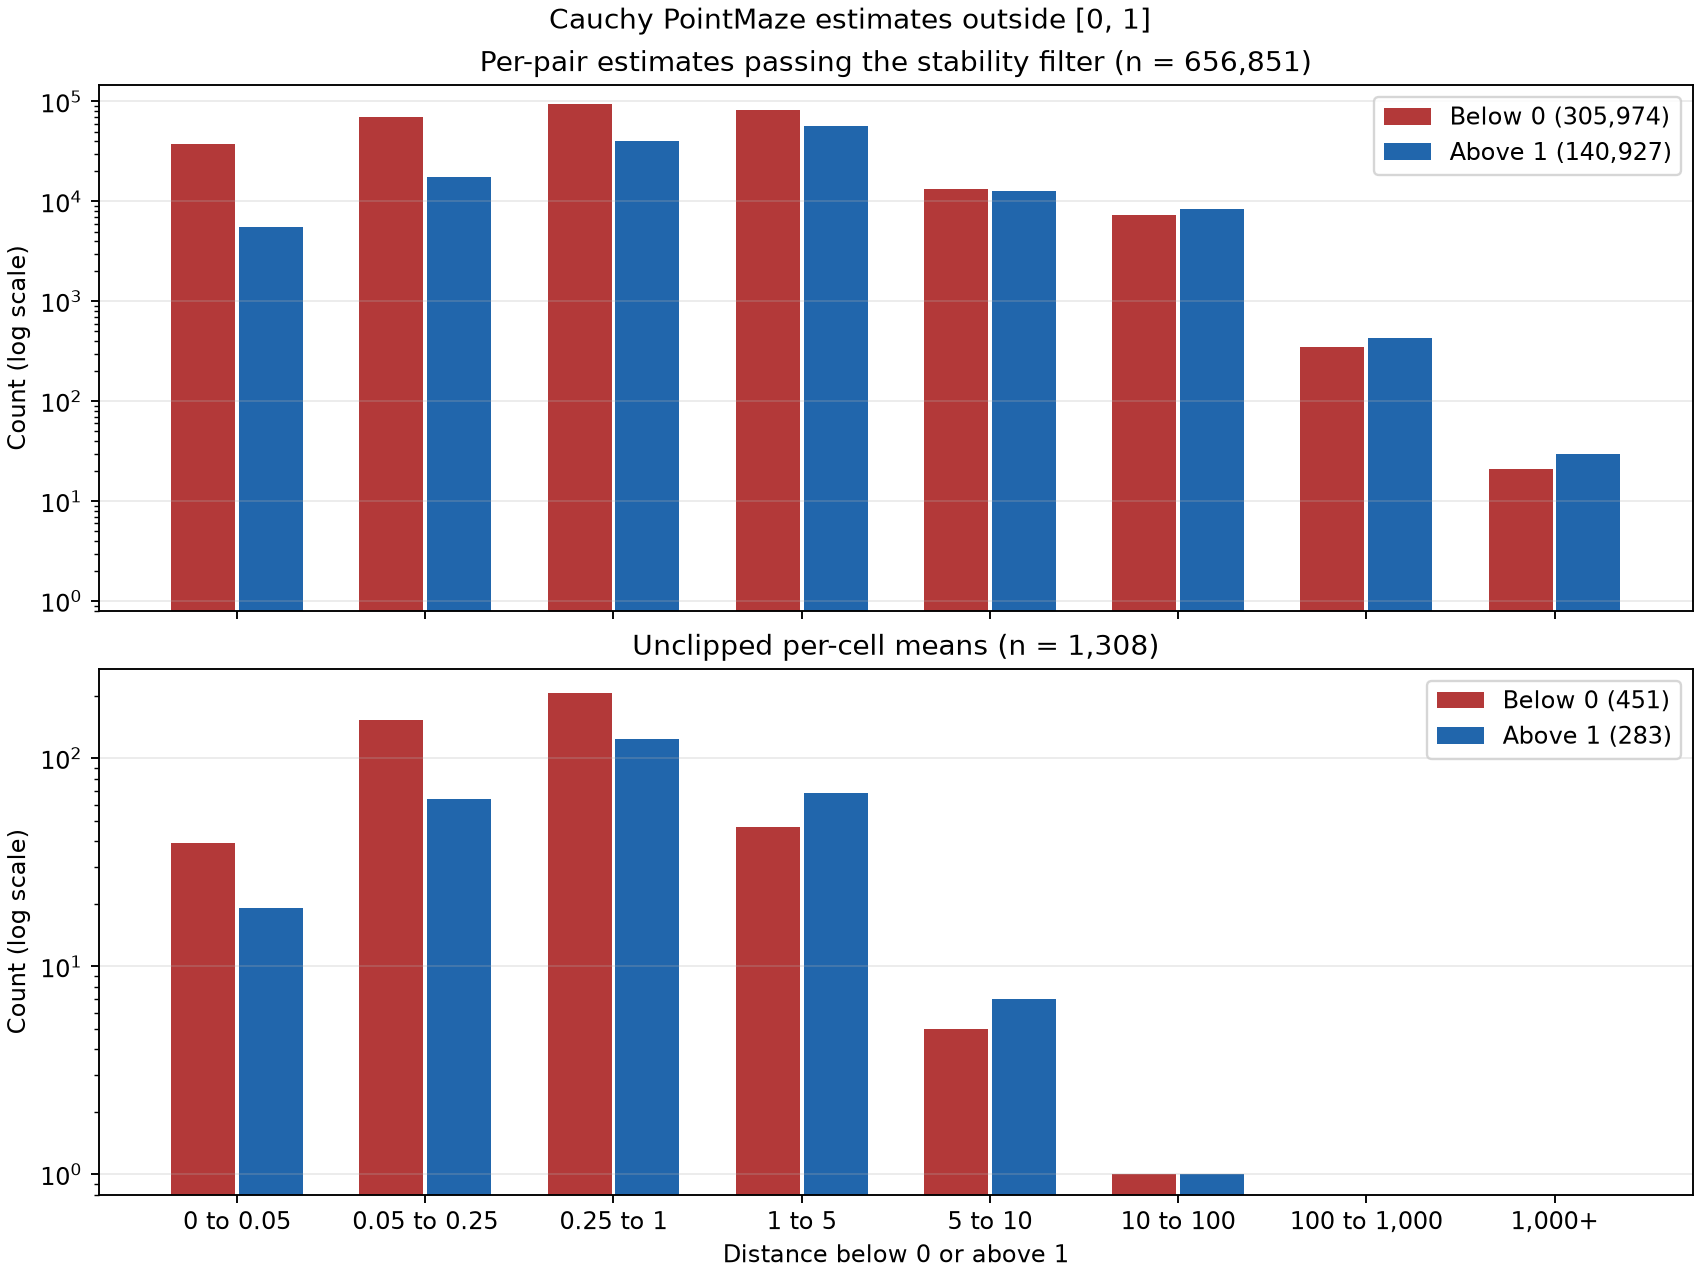 Cauchy PointMaze estimates outside [0, 1]
Per-pair estimates passing the stability filter (n = 656,851)
Count (log scale)
10⁵
10⁴
10³
10²
10¹
10⁰
Below 0 (305,974)
Above 1 (140,927)
Unclipped per-cell means (n = 1,308)
Count (log scale)
10²
10¹
10⁰
Below 0 (451)
Above 1 (283)
0 to 0.05 0.05 to 0.25 0.25 to 1 1 to 5 5 to 10 10 to 100 100 to 1,000 1,000+
Distance below 0 or above 1